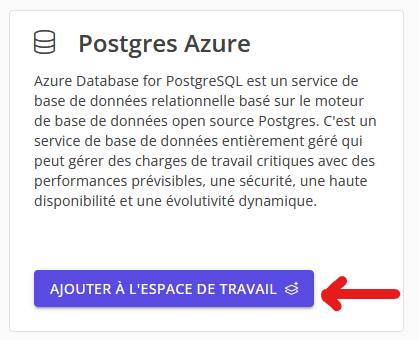 Postgres Azure
Azure Database for PostgreSQL est un service de
base de données relationnelle basé sur le moteur
de base de données open source Postgres. C'est un
service de base de données entièrement géré qui
peut gérer des charges de travail critiques avec des
performances prévisibles, une sécurité, une haute
disponibilité et une évolutivité dynamique.
AJOUTER À L'ESPACE DE TRAVAIL